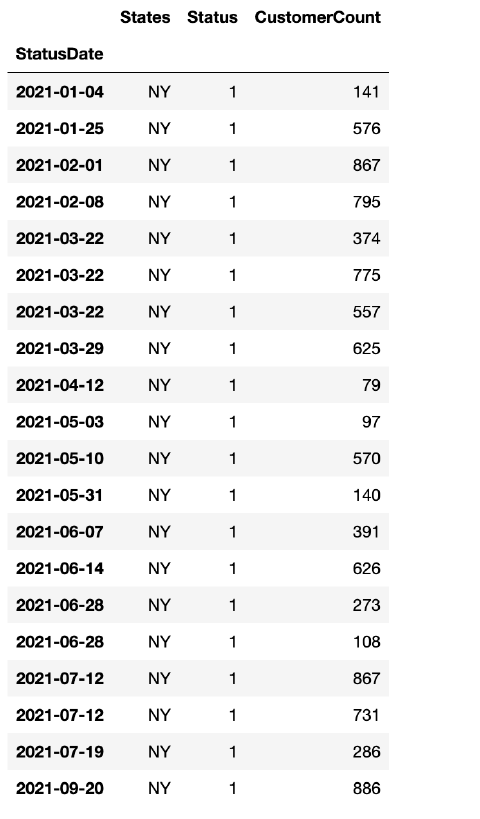 States Status CustomerCount
StatusDate
2021-01-04 NY 1 141
2021-01-25 NY 1 576
2021-02-01 NY 1 867
2021-02-08 NY 1 795
2021-03-22 NY 1 374
2021-03-22 NY 1 775
2021-03-22 NY 1 557
2021-03-29 NY 1 625
2021-04-12 NY 1 79
2021-05-03 NY 1 97
2021-05-10 NY 1 570
2021-05-31 NY 1 140
2021-06-07 NY 1 391
2021-06-14 NY 1 626
2021-06-28 NY 1 273
2021-06-28 NY 1 108
2021-07-12 NY 1 867
2021-07-12 NY 1 731
2021-07-19 NY 1 286
2021-09-20 NY 1 886